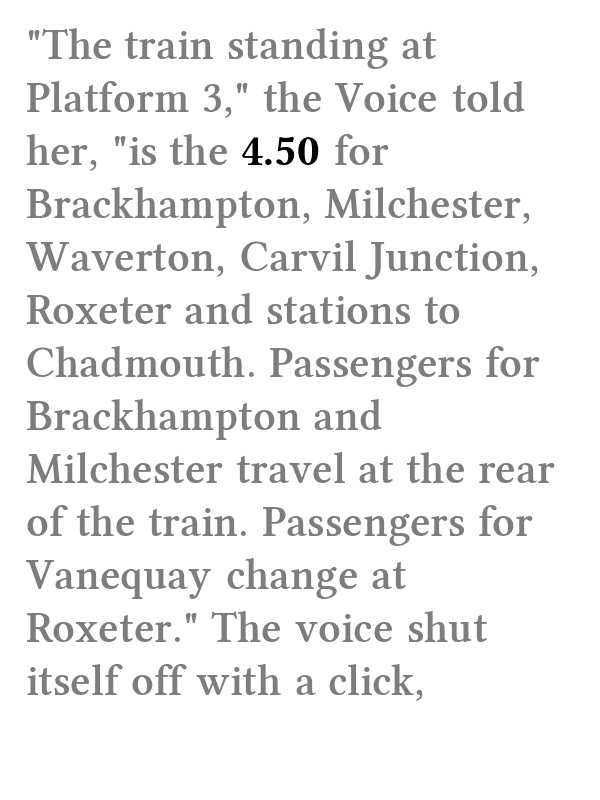 "The train standing at
Platform 3," the Voice told
her, "is the 4.50 for
Brackhampton, Milchester,
Waverton, Carvil Junction,
Roxeter and stations to
Chadmouth. Passengers for
Brackhampton and
Milchester travel at the rear
of the train. Passengers for
Vanequay change at
Roxeter." The voice shut
itself off with a click,